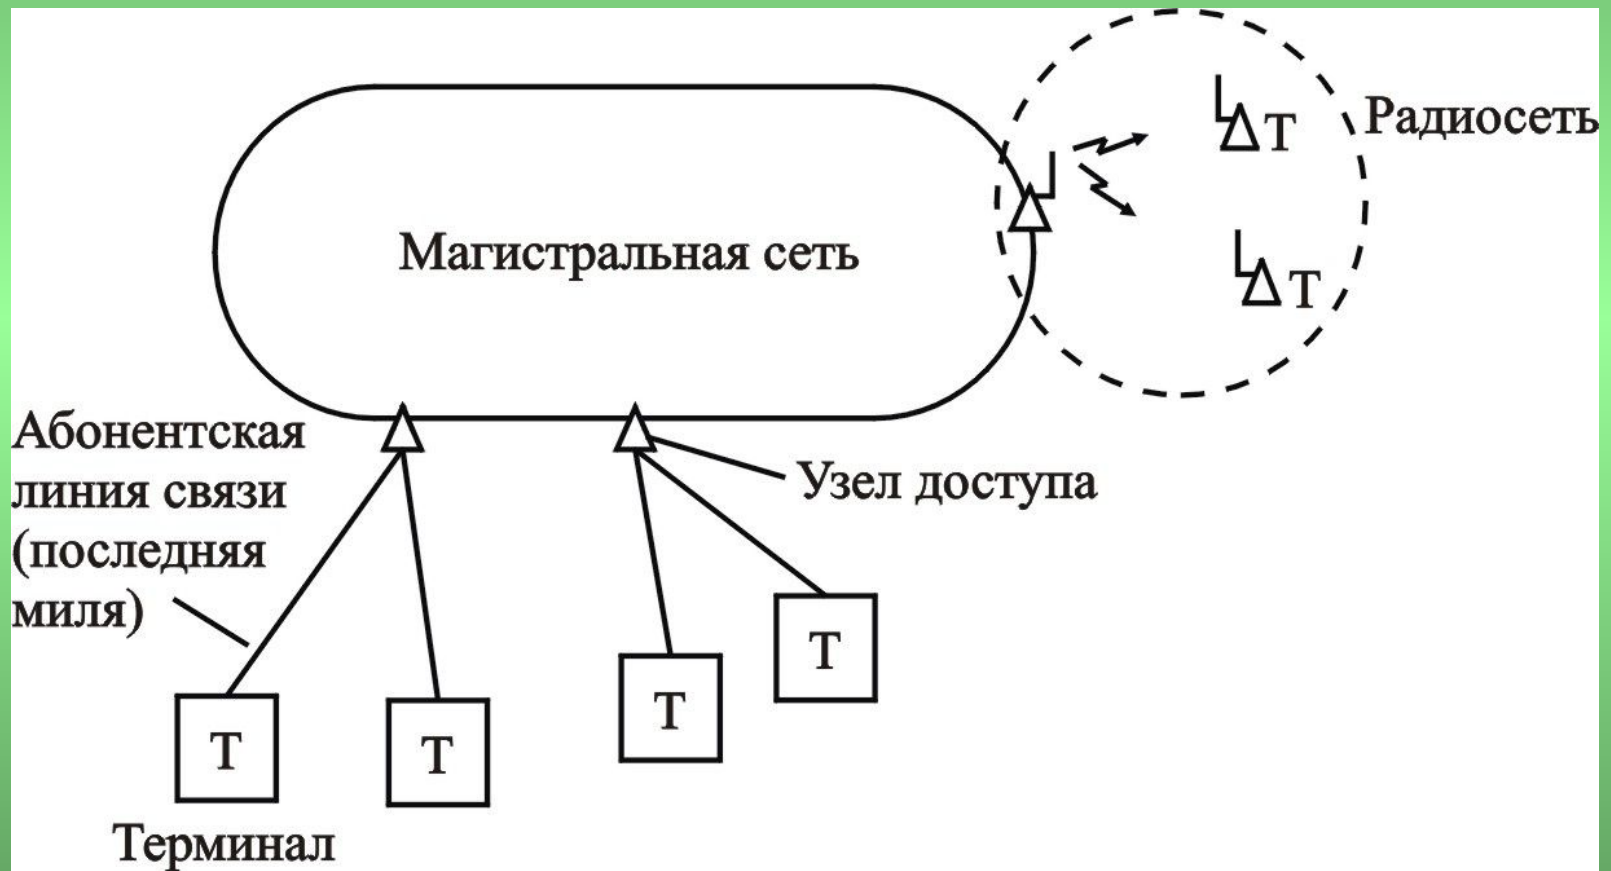 Радиосеть
Т
Магистральная сеть
Т
Абонентская
линия связи
(последняя
миля)
Узел доступа
Т
Т
Т
Т
Терминал